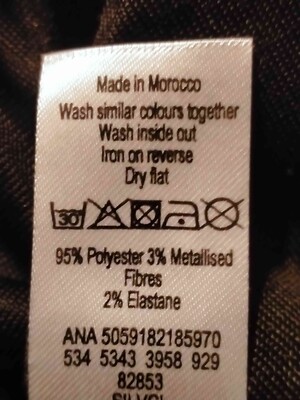 Made in Morocco
Wash similar colours together
Wash inside out
Iron on reverse
Dry flat
30
95% Polyester 3% Metallised
Fibres
2% Elastane
ANA 5059182185970
534 5343 3958 929
82853